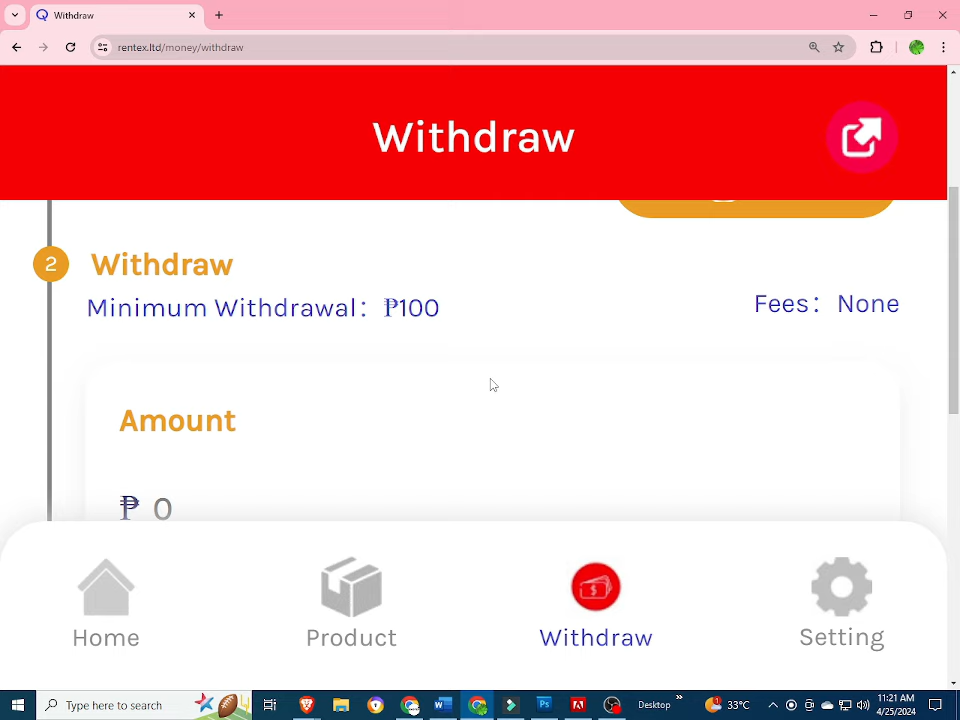 Withdraw
rentex.ltd/money/withdraw
Withdraw
2
Withdraw
Minimum Withdrawal: ₱100
Fees: None
Amount
₱ 0
Home
Product
Withdraw
Setting
Type here to search
Desktop
33°C
11:21 AM
4/25/2024